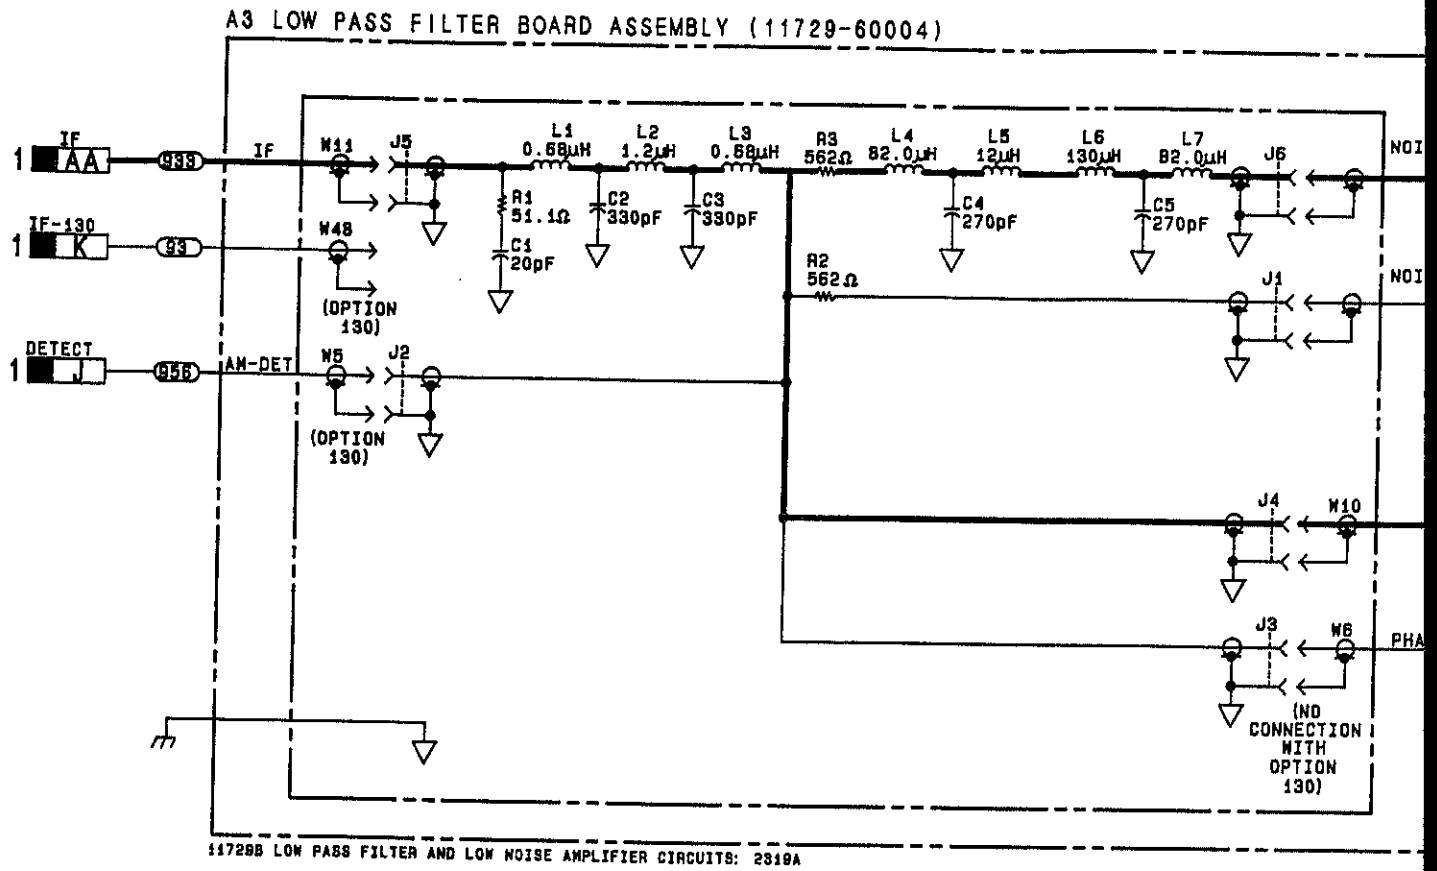 A3 LOW PASS FILTER BOARD ASSEMBLY (11729-60004)
1 IF AA
933
IF
W11
J5
L1
0.68μH
L2
1.2μH
L3
0.68μH
R3
562Ω
L4
82.0μH
L5
12μH
L6
130μH
L7
82.0μH
J6
NOI
R1
51.1Ω
C1
20pF
C2
330pF
C3
330pF
C4
270pF
C5
270pF
1 IF-130 K
93
W48
(OPTION
130)
R2
562Ω
J1
NOI
1 DETECT J
956
AM-DET
W5
J2
(OPTION
130)
J4
W10
J3
W6
PHA
(NO
CONNECTION
WITH
OPTION
130)
11729B LOW PASS FILTER AND LOW NOISE AMPLIFIER CIRCUITS: 2319A